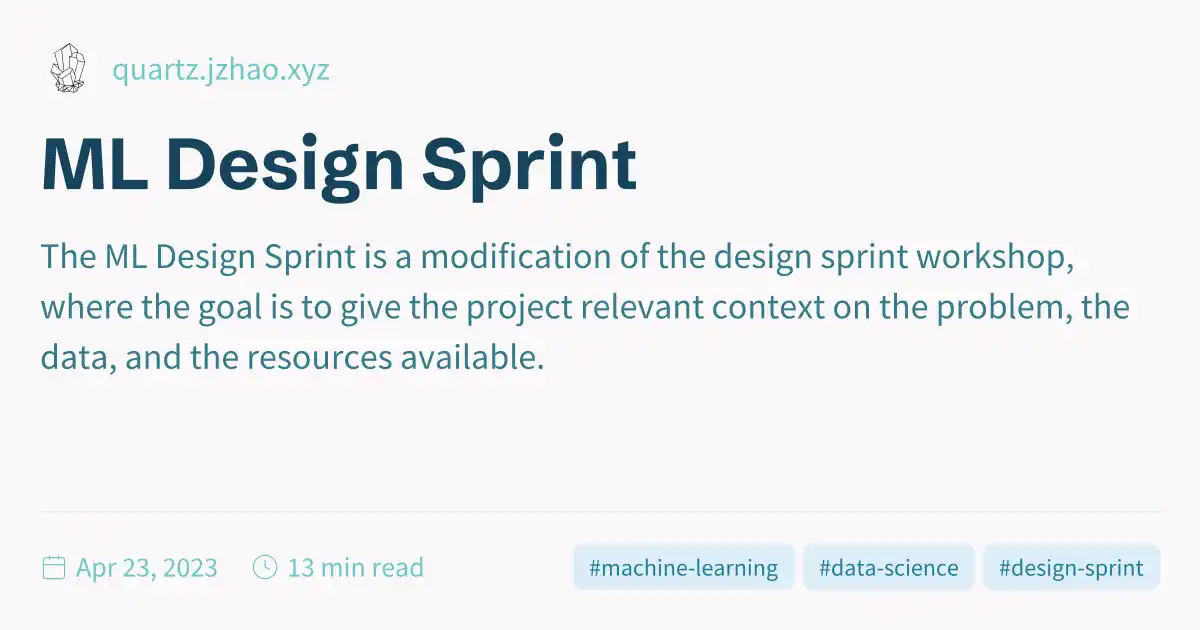 quartz.jzhao.xyz
ML Design Sprint
The ML Design Sprint is a modification of the design sprint workshop,
where the goal is to give the project relevant context on the problem, the
data, and the resources available.
Apr 23, 2023 13 min read #machine-learning #data-science #design-sprint